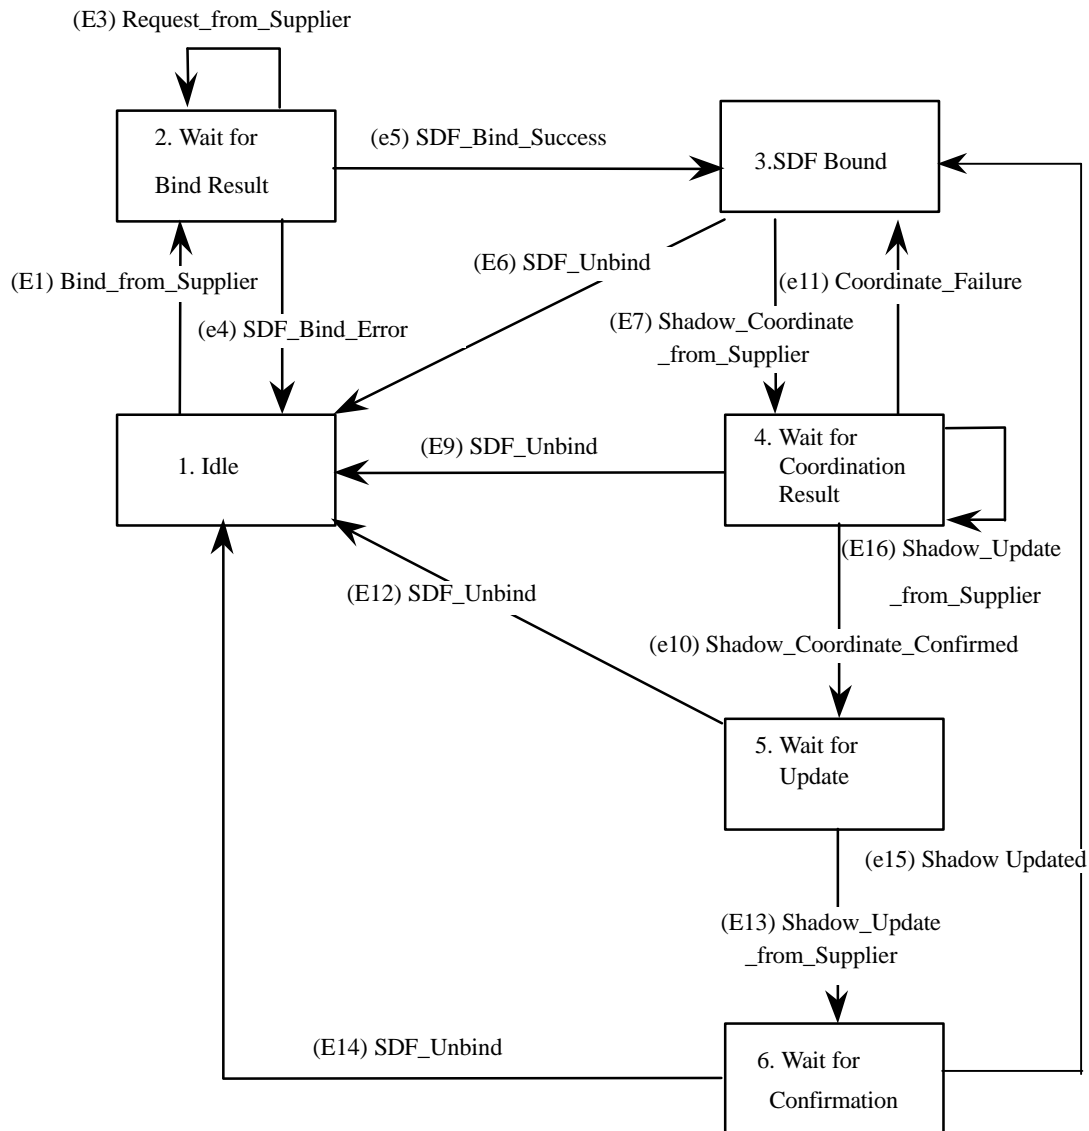 (E3) Request_from_Supplier
2. Wait for
Bind Result
(e5) SDF_Bind_Success
3.SDF Bound
(E1) Bind_from_Supplier
(e4) SDF_Bind_Error
(E6) SDF_Unbind
(e11) Coordinate_Failure
(E7) Shadow_Coordinate
_from_Supplier
1. Idle
(E9) SDF_Unbind
4. Wait for
Coordination
Result
(E16) Shadow_Update
_from_Supplier
(E12) SDF_Unbind
(e10) Shadow_Coordinate_Confirmed
5. Wait for
Update
(e15) Shadow Updated
(E13) Shadow_Update
_from_Supplier
(E14) SDF_Unbind
6. Wait for
Confirmation